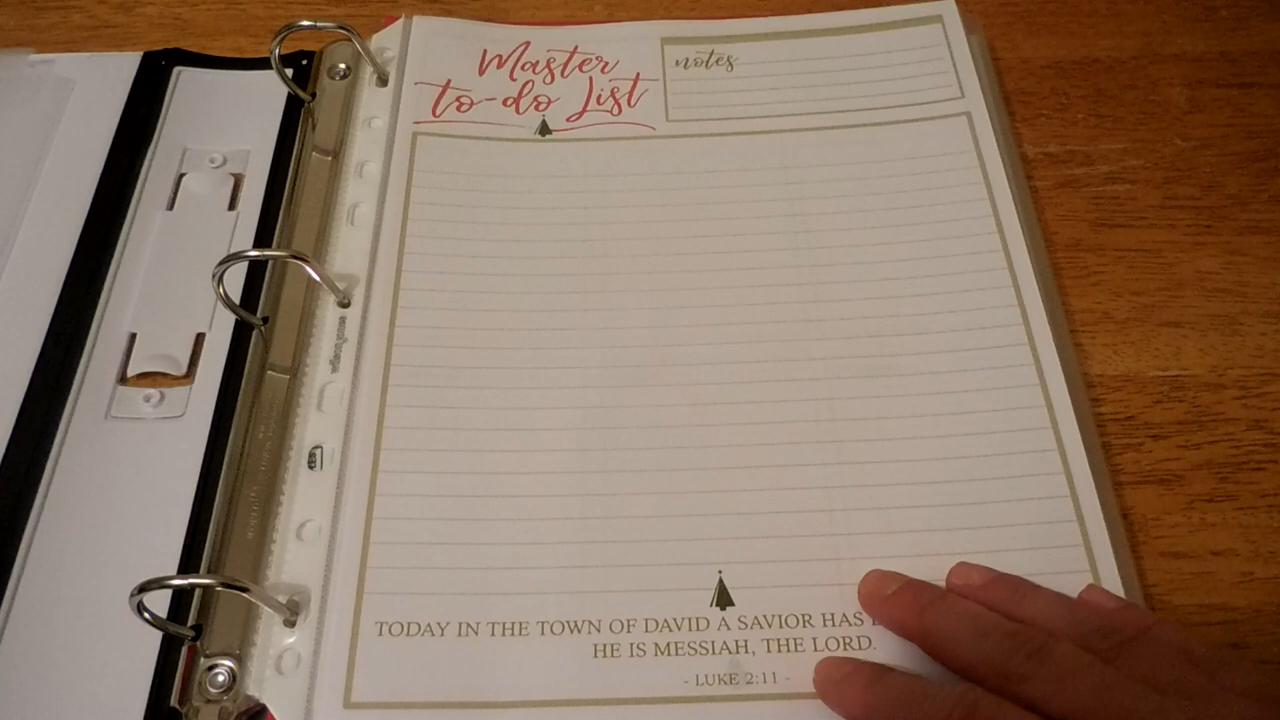 Master
to-do List
notes
TODAY IN THE TOWN OF DAVID A SAVIOR HAS
HE IS MESSIAH, THE LORD.
- LUKE 2:11 -